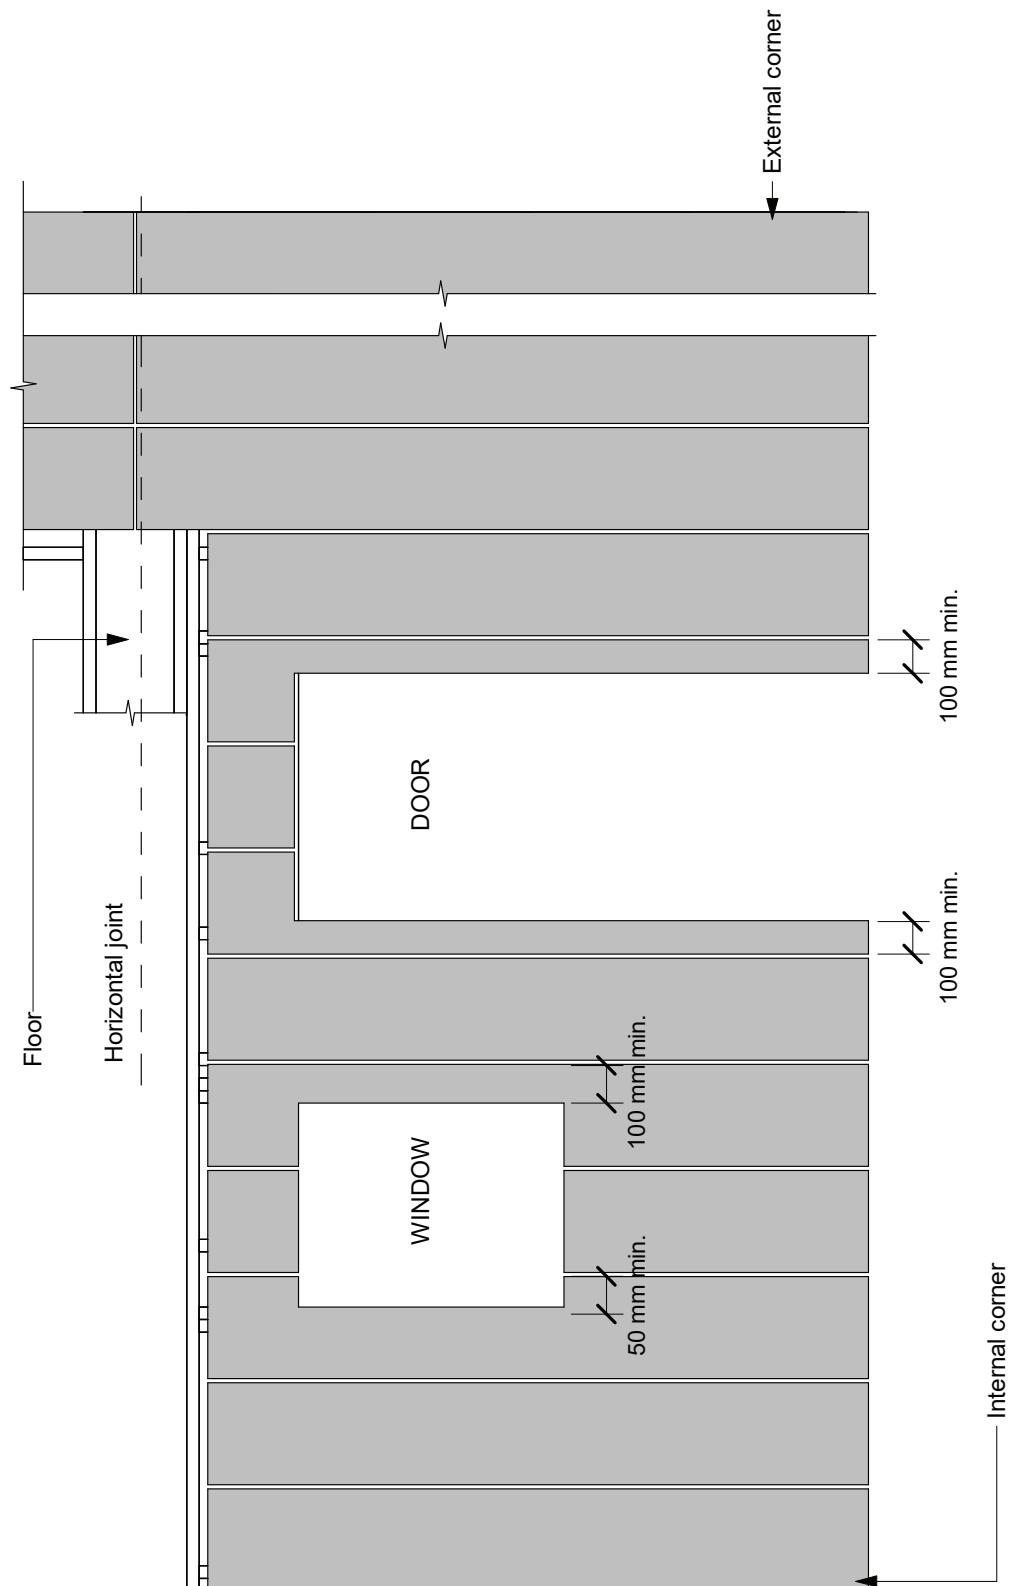 Floor
Horizontal joint
External corner
DOOR
WINDOW
100 mm min.
50 mm min.
100 mm min.
100 mm min.
Internal corner